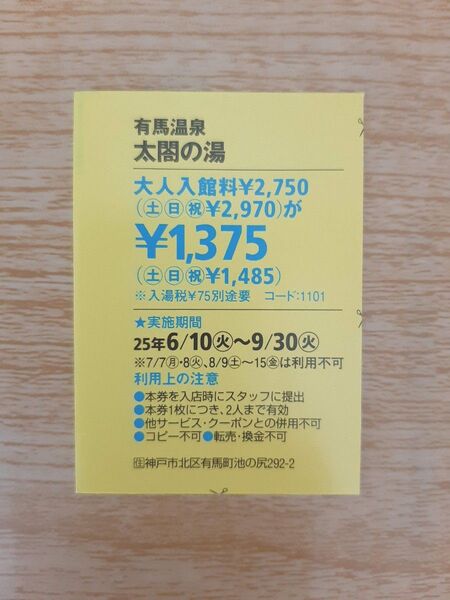 有馬温泉
太閤の湯
大人入館料¥2,750
(㊏㊐㊗¥2,970)が
¥1,375
(㊏㊐㊗¥1,485)
※入湯税¥75別途要 コード:1101
★実施期間
25年6/10㊋〜9/30㊋
※7/7㊊・8㊋、8/9㊏〜15㊎は利用不可
利用上の注意
●本券を入店時にスタッフに提出
●本券1枚につき、2人まで有効
●他サービス・クーポンとの併用不可
●コピー不可●転売・換金不可
㊟神戸市北区有馬町池の尻292-2